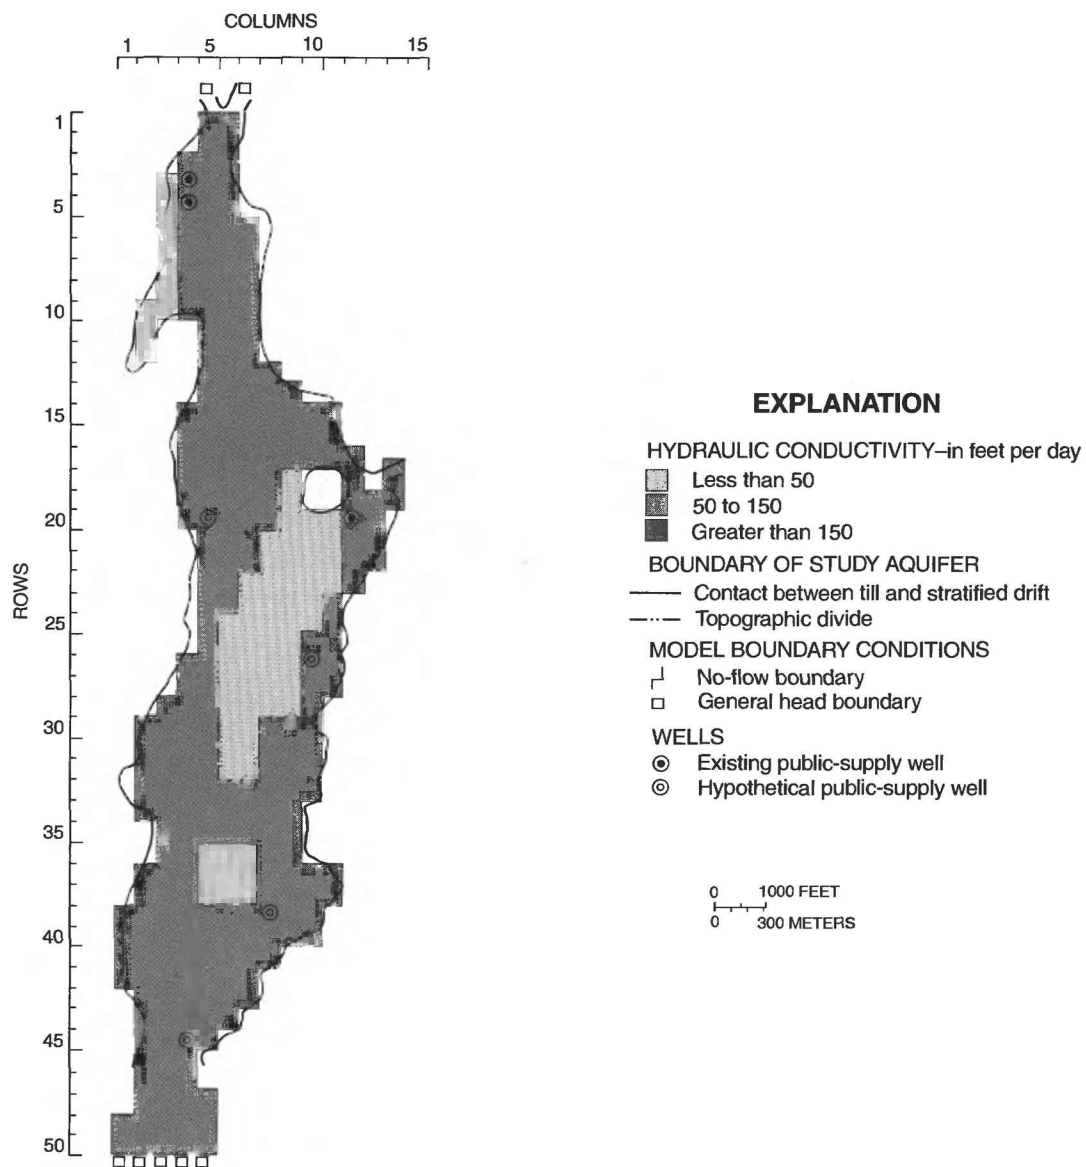 COLUMNS
1 5 10 15
ROWS
1
5
10
15
20
25
30
35
40
45
50
EXPLANATION
HYDRAULIC CONDUCTIVITY–in feet per day
Less than 50
50 to 150
Greater than 150
BOUNDARY OF STUDY AQUIFER
Contact between till and stratified drift
Topographic divide
MODEL BOUNDARY CONDITIONS
No-flow boundary
General head boundary
WELLS
Existing public-supply well
Hypothetical public-supply well
0 1000 FEET
0 300 METERS